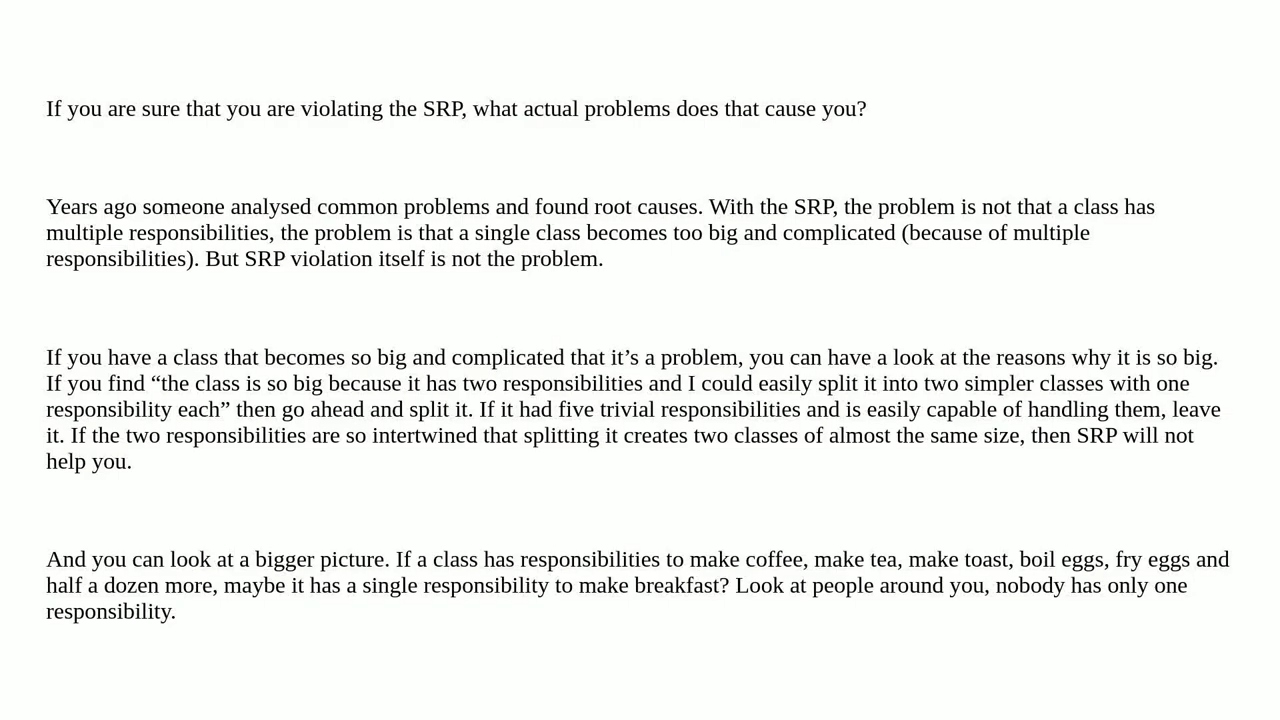 If you are sure that you are violating the SRP, what actual problems does that cause you?
Years ago someone analysed common problems and found root causes. With the SRP, the problem is not that a class has
multiple responsibilities, the problem is that a single class becomes too big and complicated (because of multiple
responsibilities). But SRP violation itself is not the problem.
If you have a class that becomes so big and complicated that it’s a problem, you can have a look at the reasons why it is so big.
If you find “the class is so big because it has two responsibilities and I could easily split it into two simpler classes with one
responsibility each” then go ahead and split it. If it had five trivial responsibilities and is easily capable of handling them, leave
it. If the two responsibilities are so intertwined that splitting it creates two classes of almost the same size, then SRP will not
help you.
And you can look at a bigger picture. If a class has responsibilities to make coffee, make tea, make toast, boil eggs, fry eggs and
half a dozen more, maybe it has a single responsibility to make breakfast? Look at people around you, nobody has only one
responsibility.